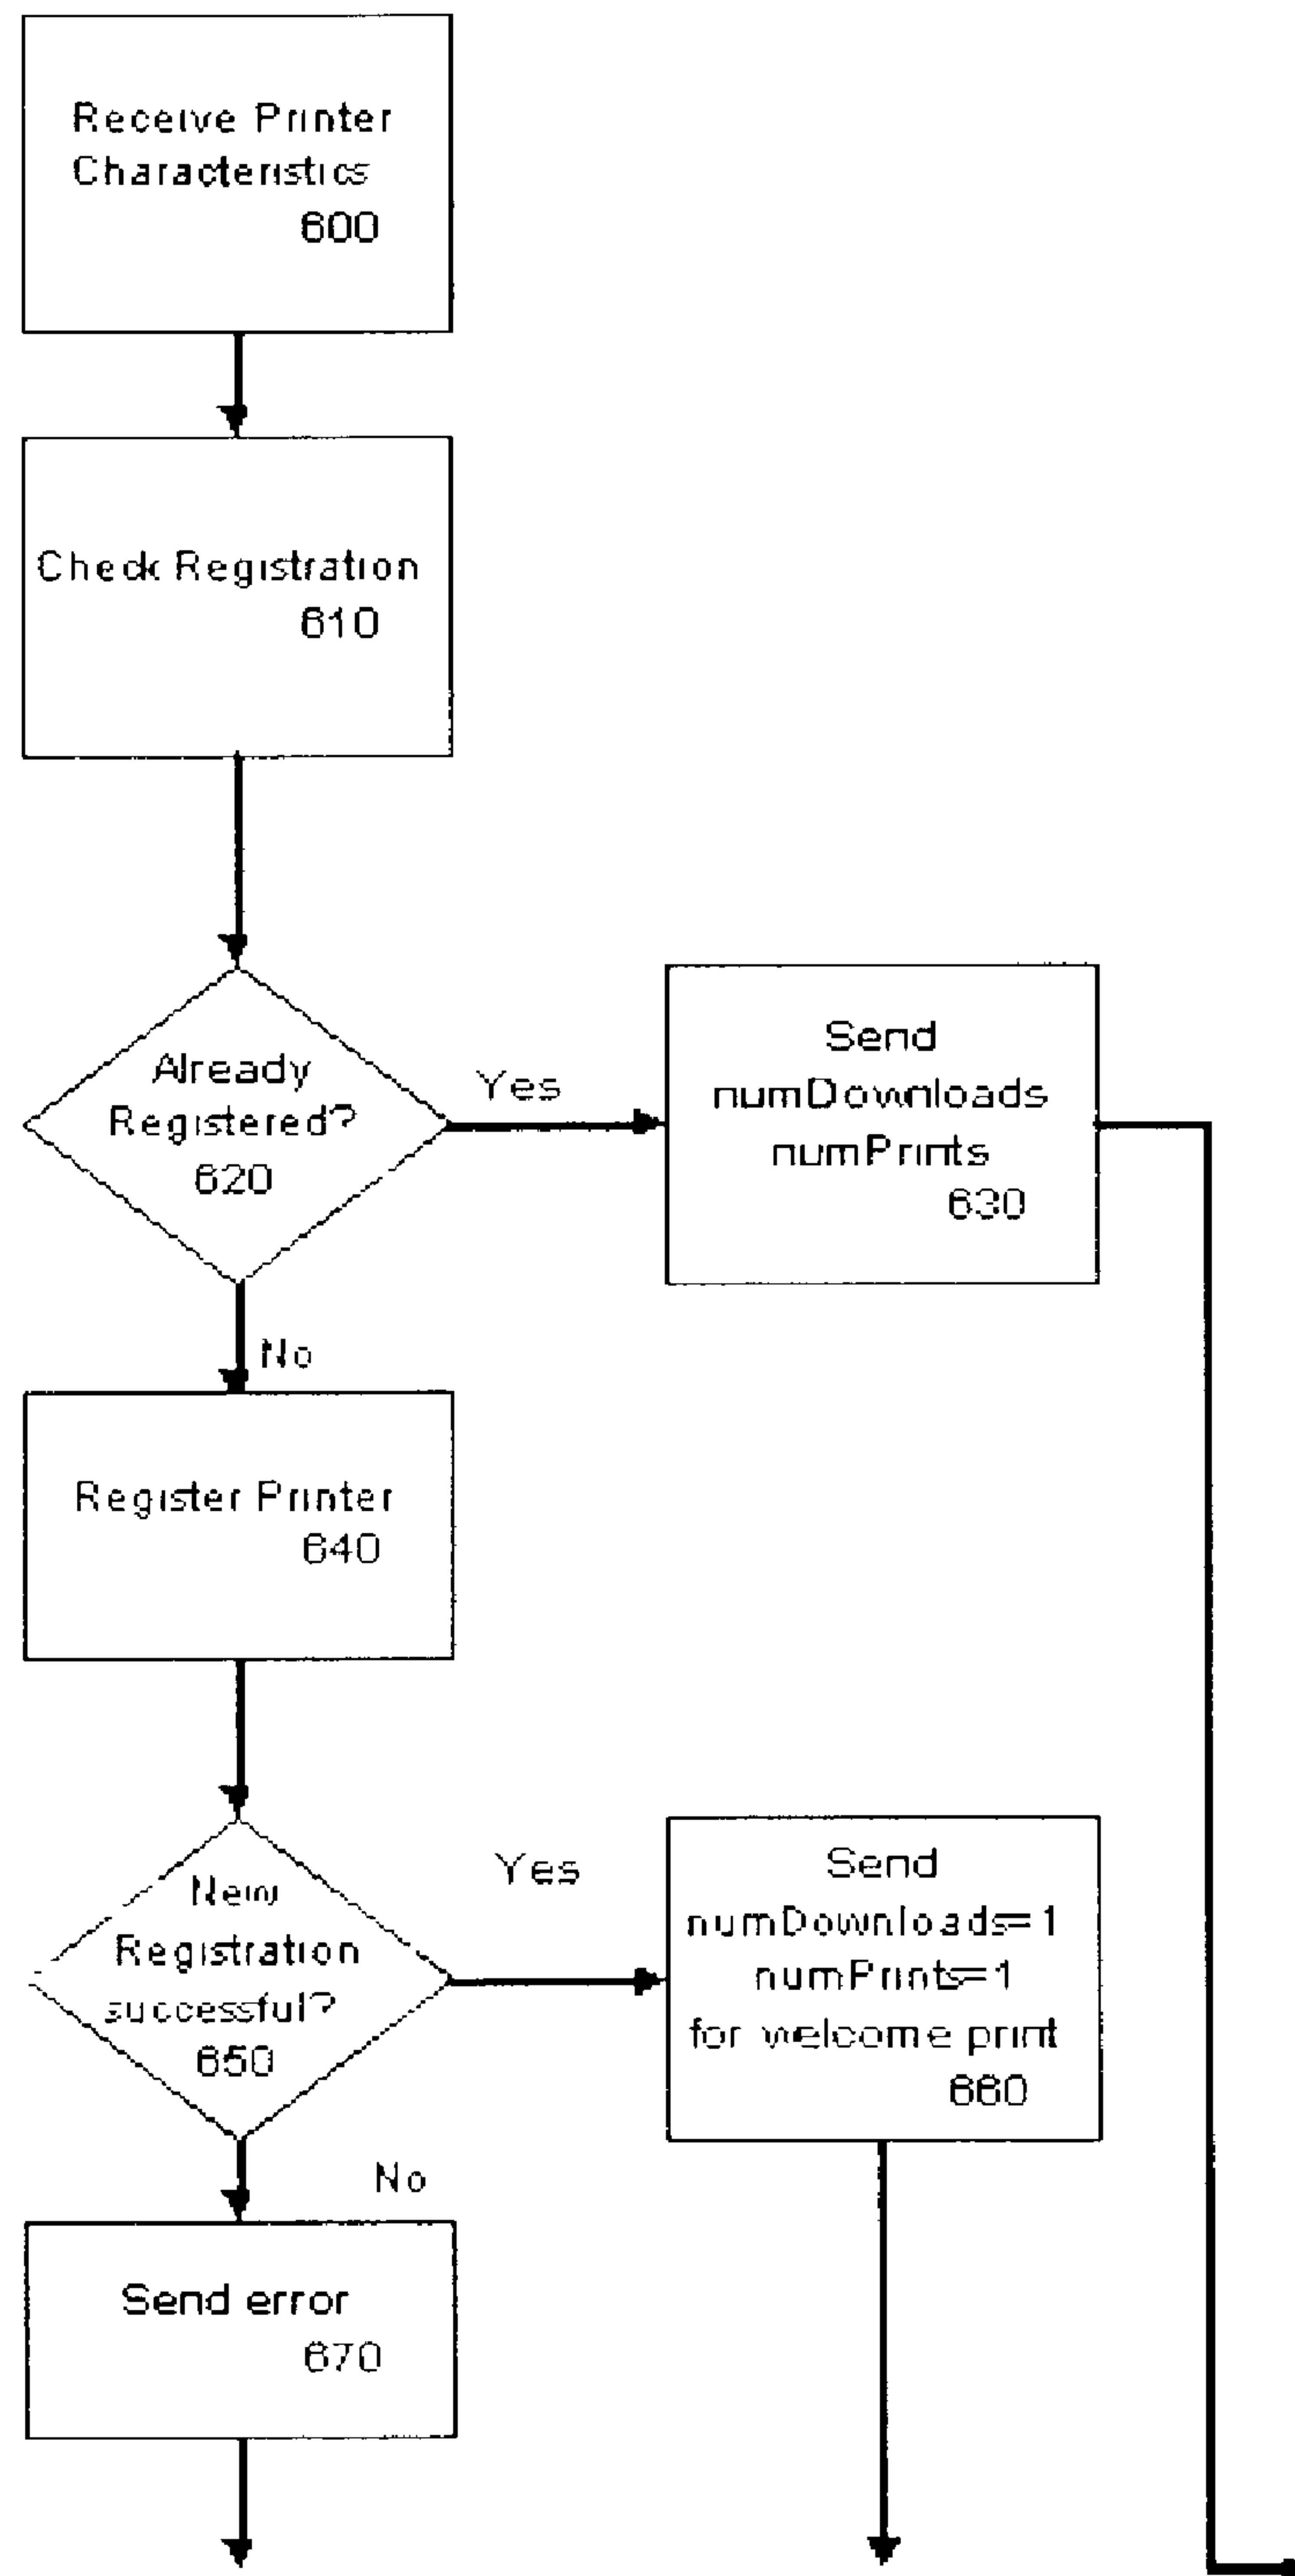 Receive Printer
Characteristics
600
Check Registration
610
Already
Registered?
620
Yes
Send
numDownloads
numPrints
630
No
Register Printer
640
New
Registration
successful?
650
Yes
Send
numDownloads=1
numPrints=1
for welcome print
660
No
Send error
670